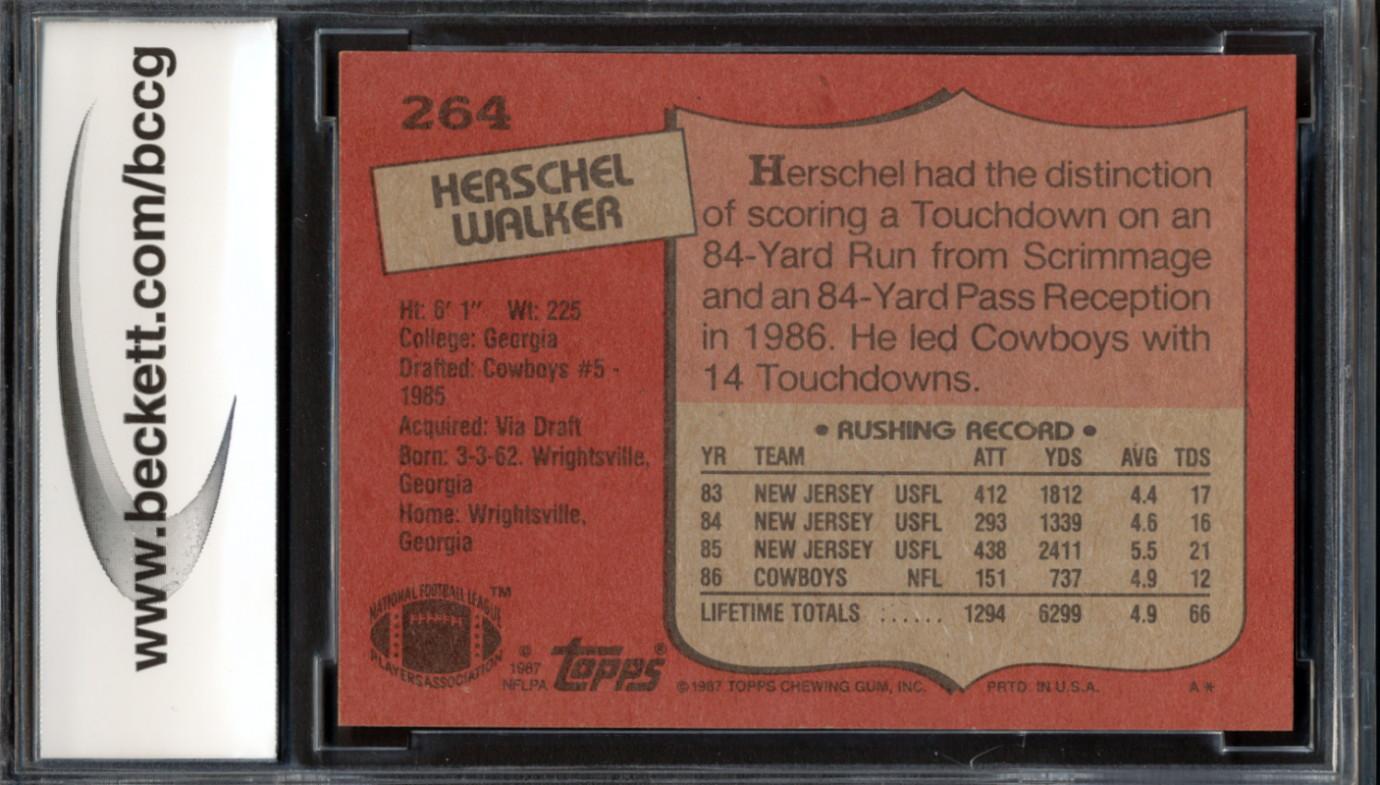 www.beckett.com/bccg
264
HERSCHEL
WALKER
Ht: 6' 1" Wt: 225
College: Georgia
Drafted: Cowboys #5 -
1985
Acquired: Via Draft
Born: 3-3-62. Wrightsville,
Georgia
Home: Wrightsville,
Georgia
NATIONAL FOOTBALL LEAGUE
PLAYERS ASSOCIATION
™
©
1987
NFLPA
topps®
Herschel had the distinction
of scoring a Touchdown on an
84-Yard Run from Scrimmage
and an 84-Yard Pass Reception
in 1986. He led Cowboys with
14 Touchdowns.
• RUSHING RECORD •
YR TEAM ATT YDS AVG TDS
83 NEW JERSEY USFL 412 1812 4.4 17
84 NEW JERSEY USFL 293 1339 4.6 16
85 NEW JERSEY USFL 438 2411 5.5 21
86 COWBOYS NFL 151 737 4.9 12
LIFETIME TOTALS ...... 1294 6299 4.9 66
© 1987 TOPPS CHEWING GUM, INC. PRTD. IN U.S.A. A*